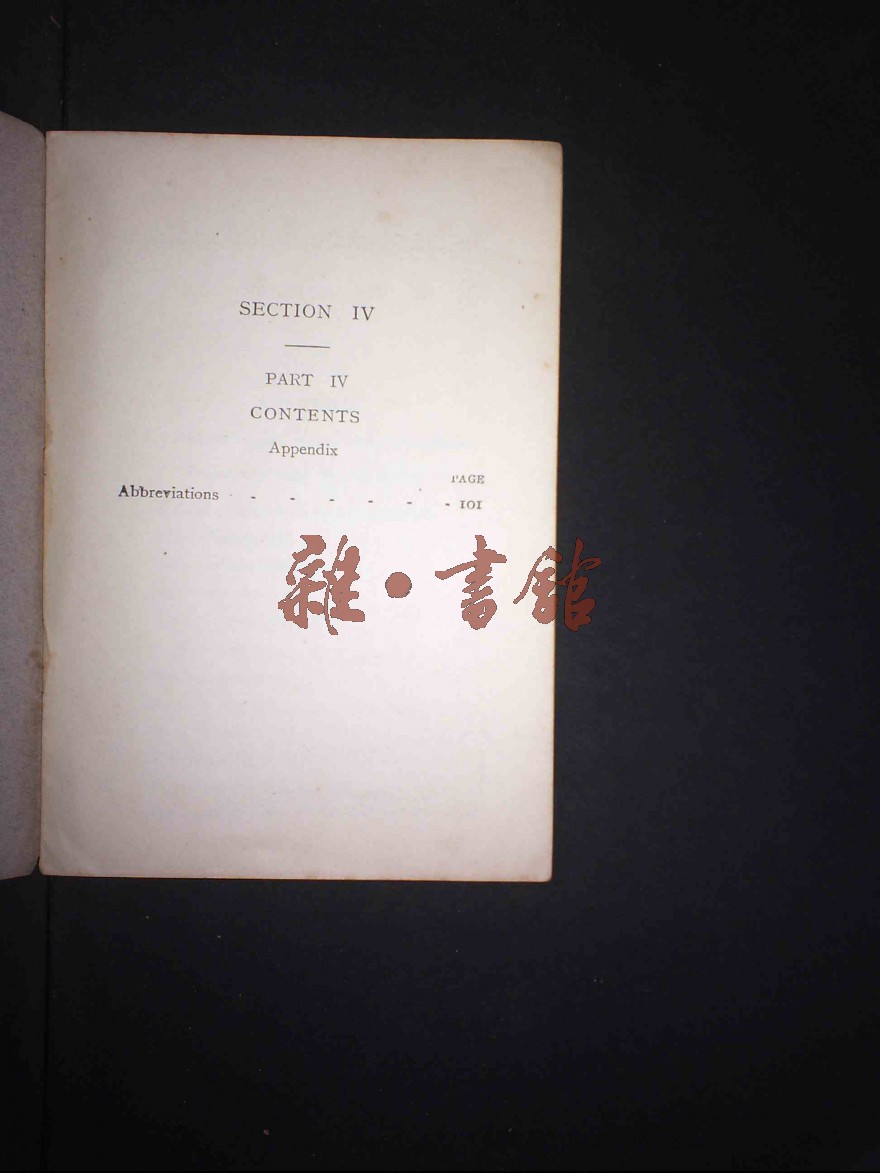 SECTION IV
PART IV
CONTENTS
Appendix
PAGE
Abbreviations - - - - - - - 101
雜•書館